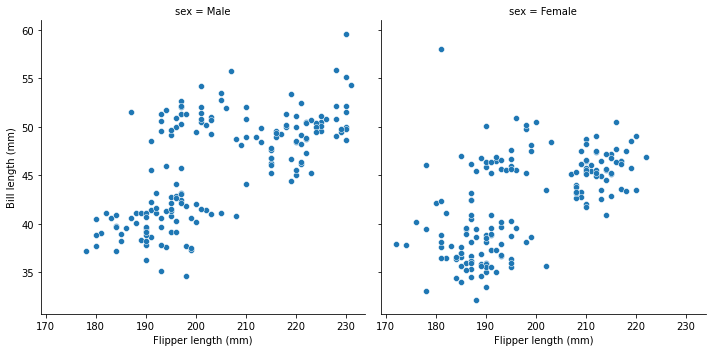 sex = Male
sex = Female
60
55
50
45
40
35
Bill length (mm)
170 180 190 200 210 220 230
170 180 190 200 210 220 230
Flipper length (mm)
Flipper length (mm)